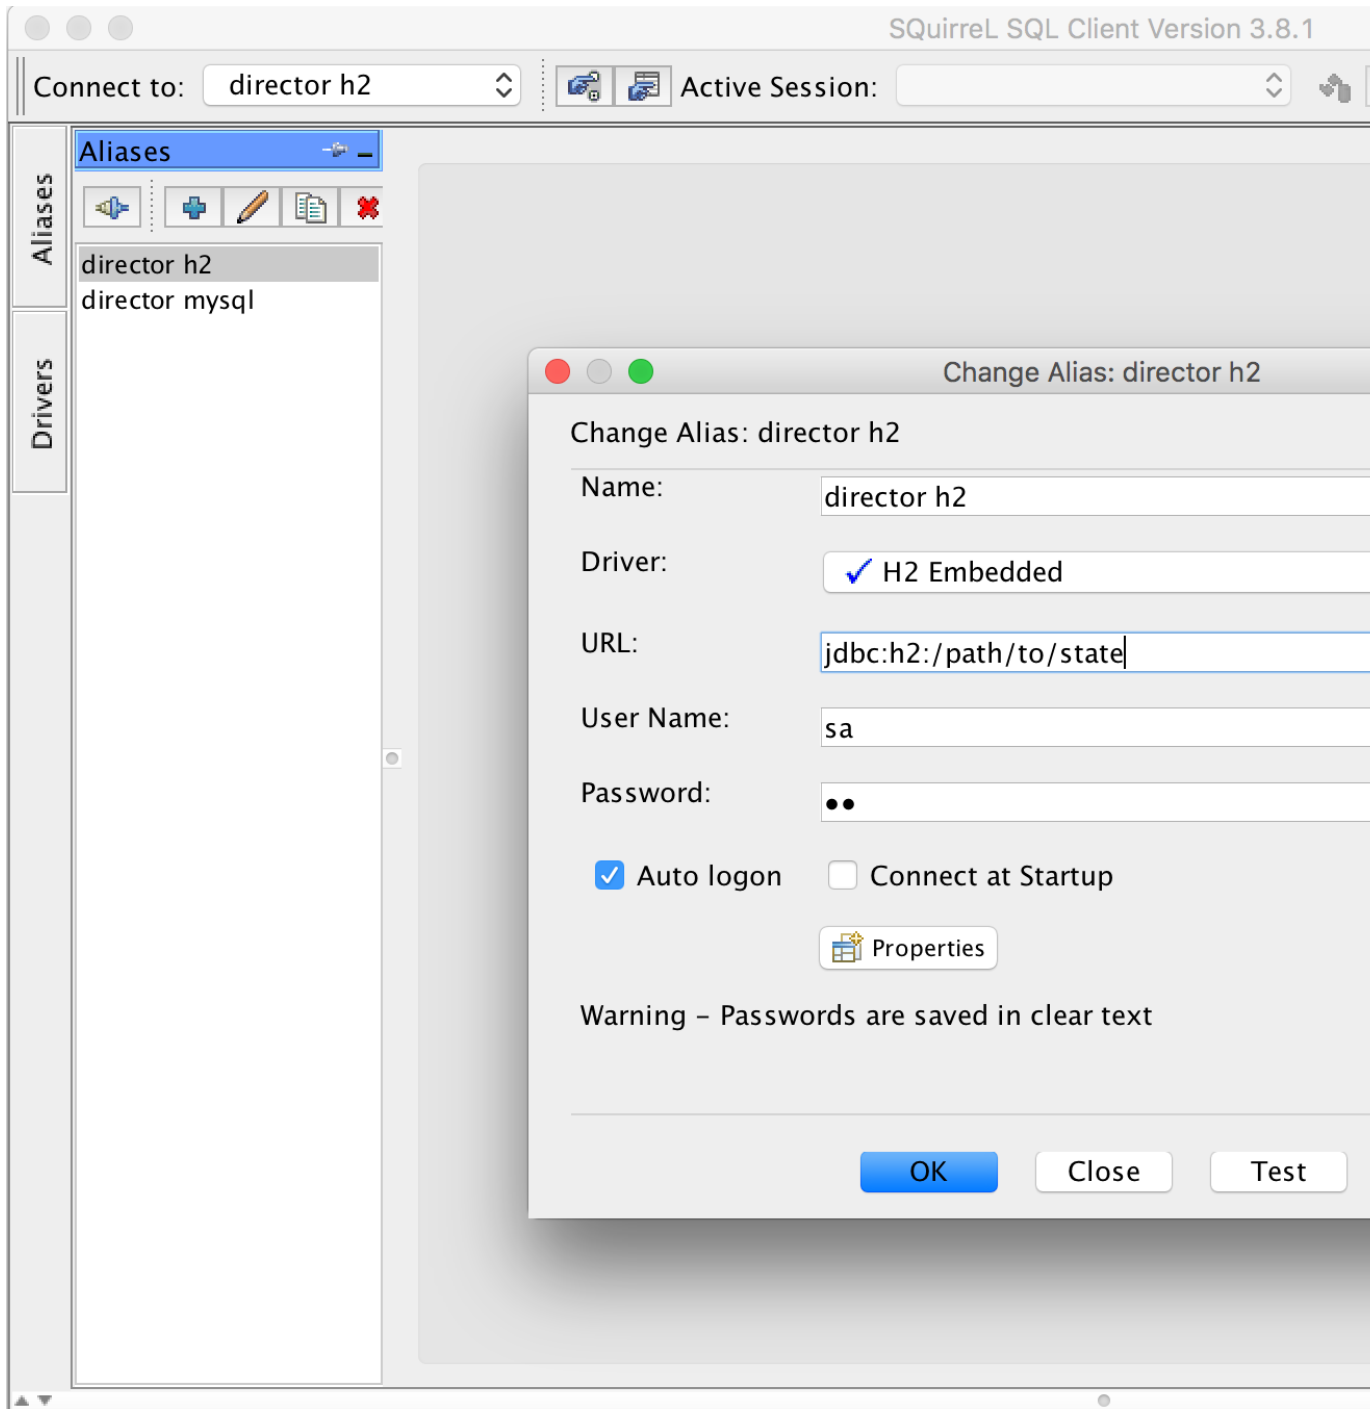 SQuirreL SQL Client Version 3.8.1
Connect to: director h2 Active Session:
Aliases
Aliases
Drivers
director h2
director mysql
Change Alias: director h2
Change Alias: director h2
Name: director h2
Driver: H2 Embedded
URL: jdbc:h2:/path/to/state
User Name: sa
Password: ••
Auto logon Connect at Startup
Properties
Warning – Passwords are saved in clear text
OK Close Test